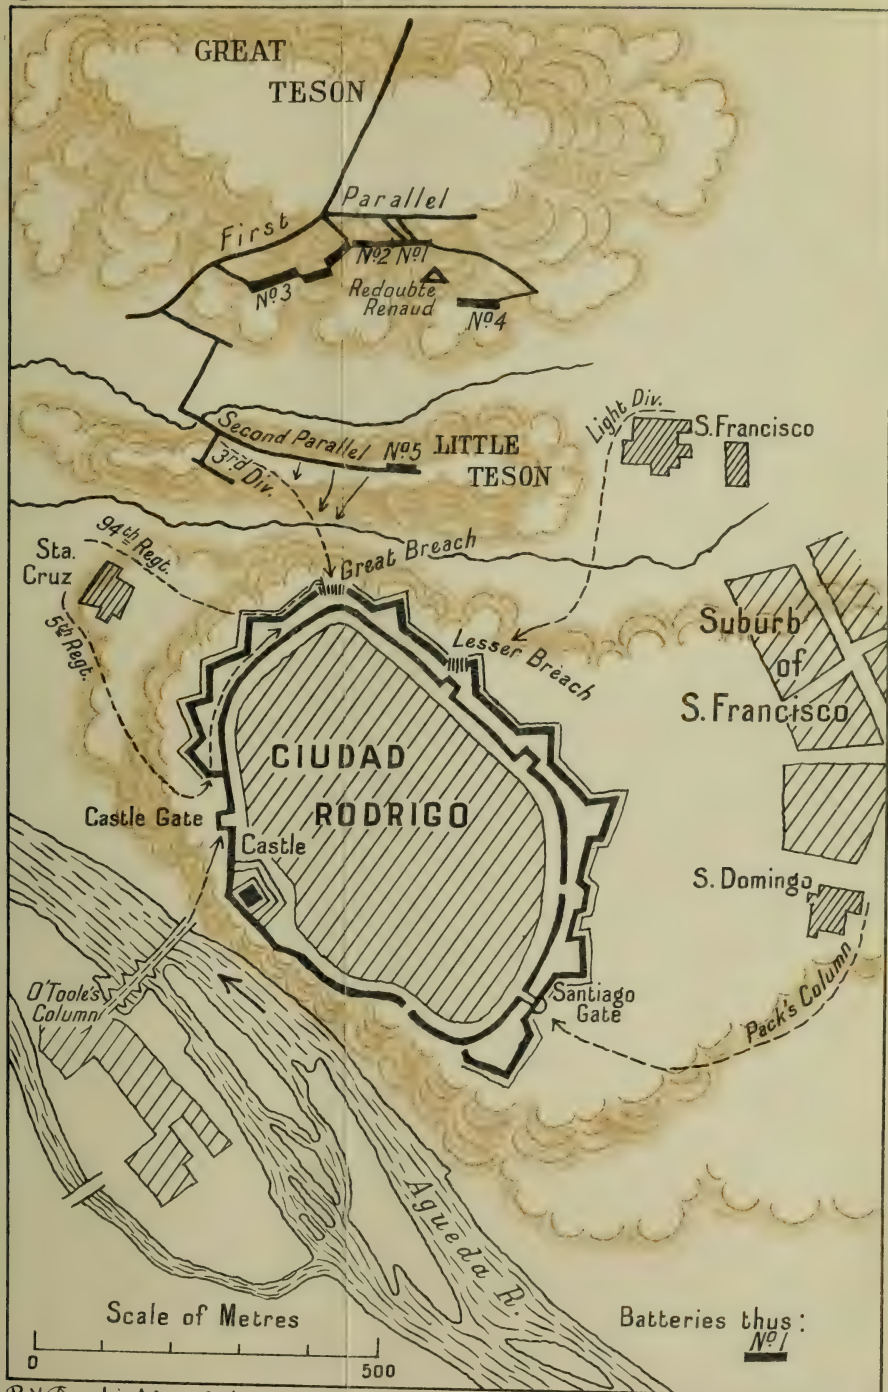 GREAT
TESON
Parallel
First
Nº2 Nº1
Nº3
Redoubte
Renaud
Nº4
Second Parallel
Nº5
LITTLE
TESON
3rd Div.
Light Div.
S. Francisco
94th Regt.
Sta.
Cruz
5th Regt.
Great Breach
Lesser Breach
Suburb
of
S. Francisco
CIUDAD
RODRIGO
Castle Gate
Castle
S. Domingo
O'Toole's
Column
Santiago
Gate
Pack's Column
Agueda R.
Scale of Metres
0
500
Batteries thus:
Nº1